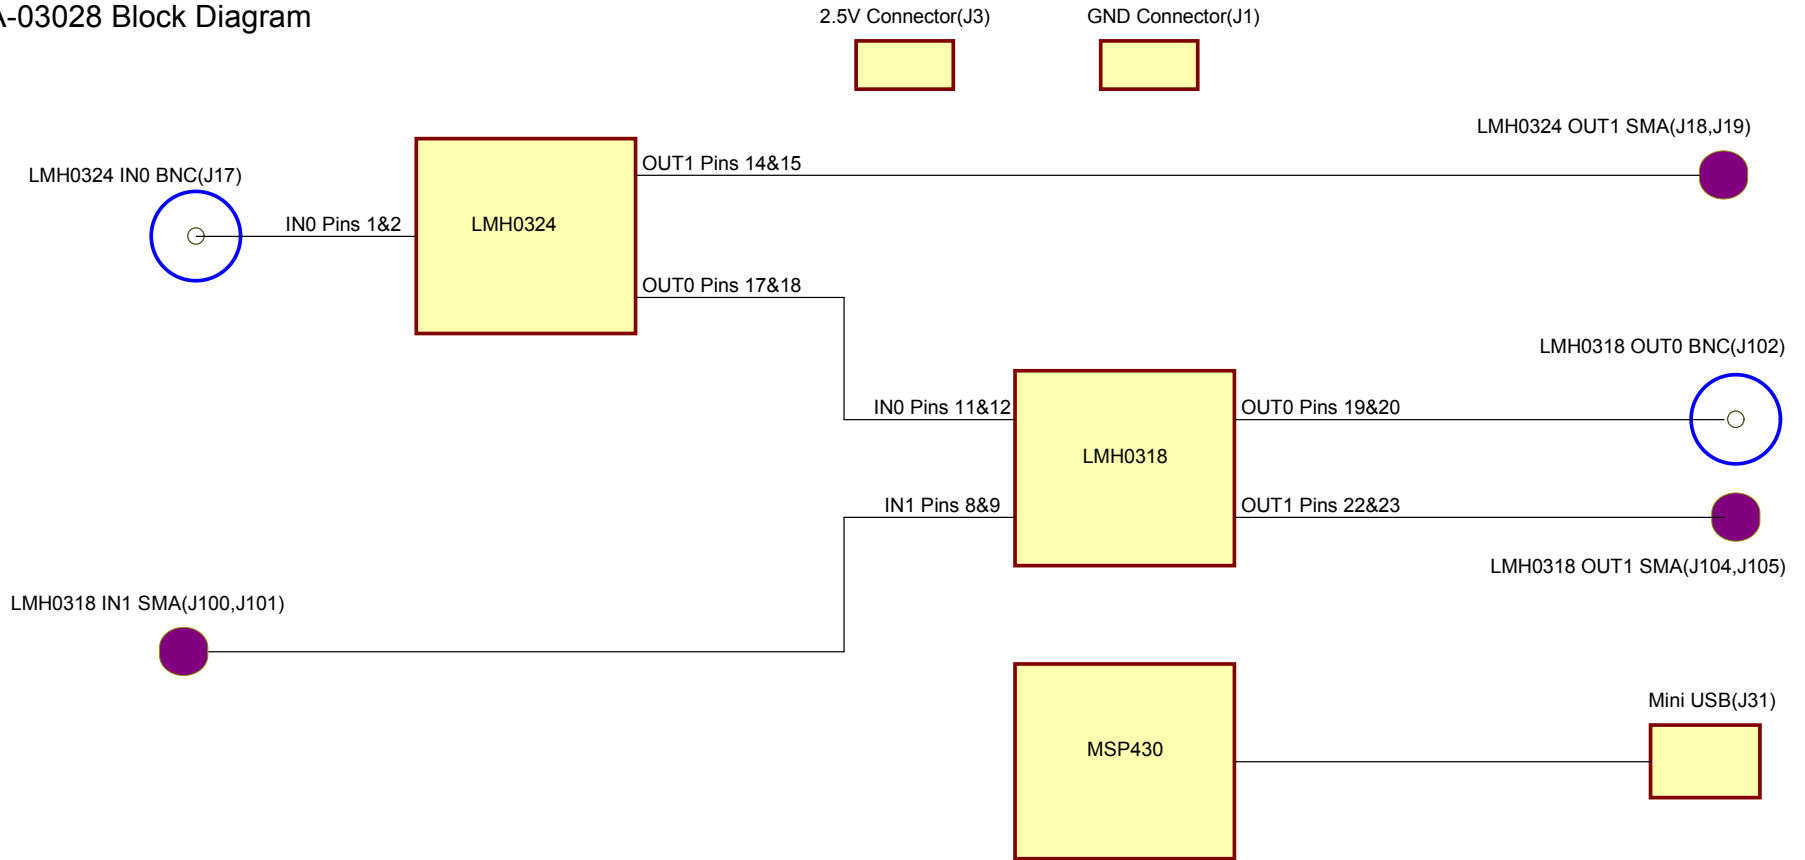 A-03028 Block Diagram
2.5V Connector(J3)
GND Connector(J1)
LMH0324 OUT1 SMA(J18,J19)
LMH0324 IN0 BNC(J17)
OUT1 Pins 14&15
IN0 Pins 1&2
LMH0324
OUT0 Pins 17&18
LMH0318 OUT0 BNC(J102)
IN0 Pins 11&12
OUT0 Pins 19&20
LMH0318
IN1 Pins 8&9
OUT1 Pins 22&23
LMH0318 OUT1 SMA(J104,J105)
LMH0318 IN1 SMA(J100,J101)
Mini USB(J31)
MSP430